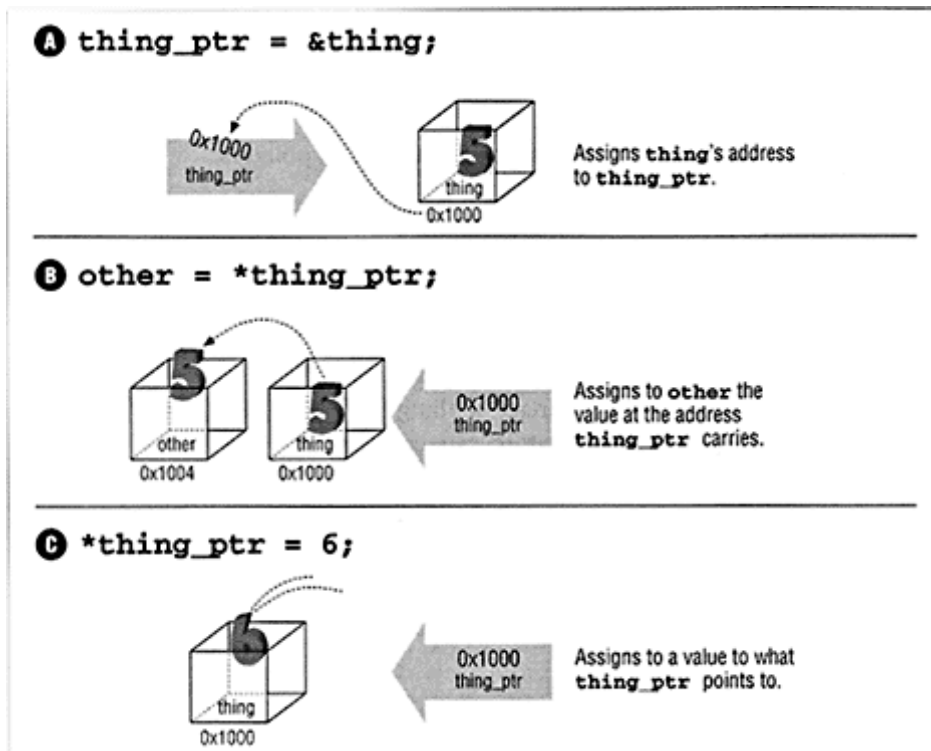 A thing_ptr = &thing;
0x1000
thing_ptr
5
thing
0x1000
Assigns thing's address
to thing_ptr.
B other = *thing_ptr;
5
other
0x1004
5
thing
0x1000
0x1000
thing_ptr
Assigns to other the
value at the address
thing_ptr carries.
C *thing_ptr = 6;
6
thing
0x1000
0x1000
thing_ptr
Assigns to a value to what
thing_ptr points to.